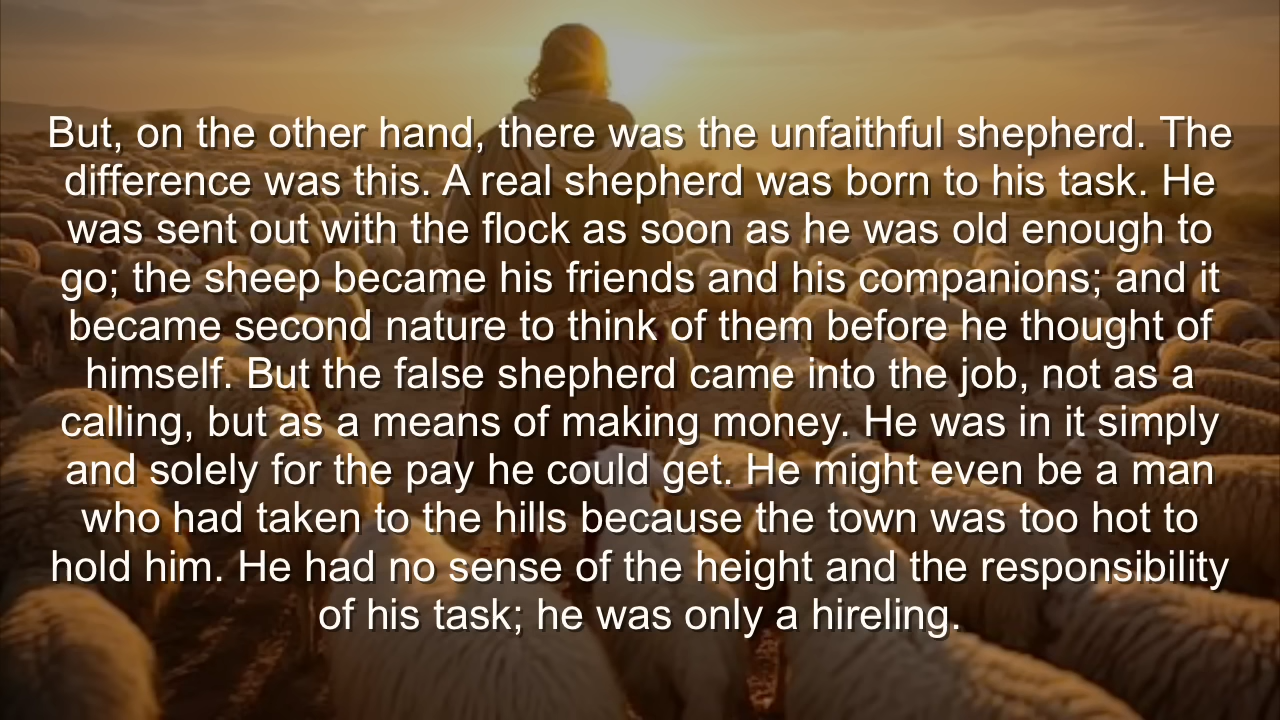 But, on the other hand, there was the unfaithful shepherd. The
difference was this. A real shepherd was born to his task. He
was sent out with the flock as soon as he was old enough to
go; the sheep became his friends and his companions; and it
became second nature to think of them before he thought of
himself. But the false shepherd came into the job, not as a
calling, but as a means of making money. He was in it simply
and solely for the pay he could get. He might even be a man
who had taken to the hills because the town was too hot to
hold him. He had no sense of the height and the responsibility
of his task; he was only a hireling.